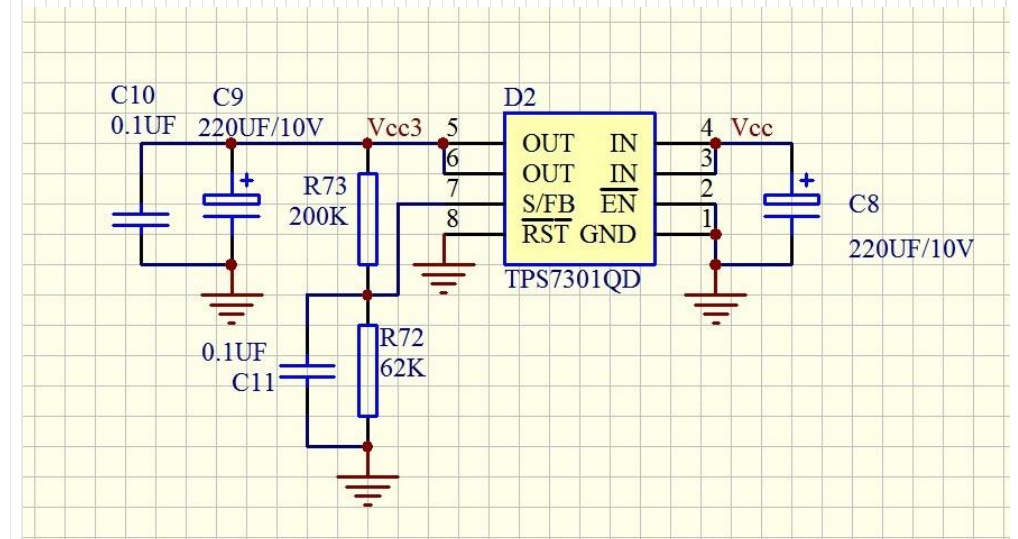 C10
0.1UF
C9
220UF/10V
Vcc3
R73
200K
D2
5
6
7
8
OUT IN
OUT IN
S/FB EN
RST GND
4
3
2
1
Vcc
TPS7301QD
C8
220UF/10V
0.1UF
C11
R72
62K